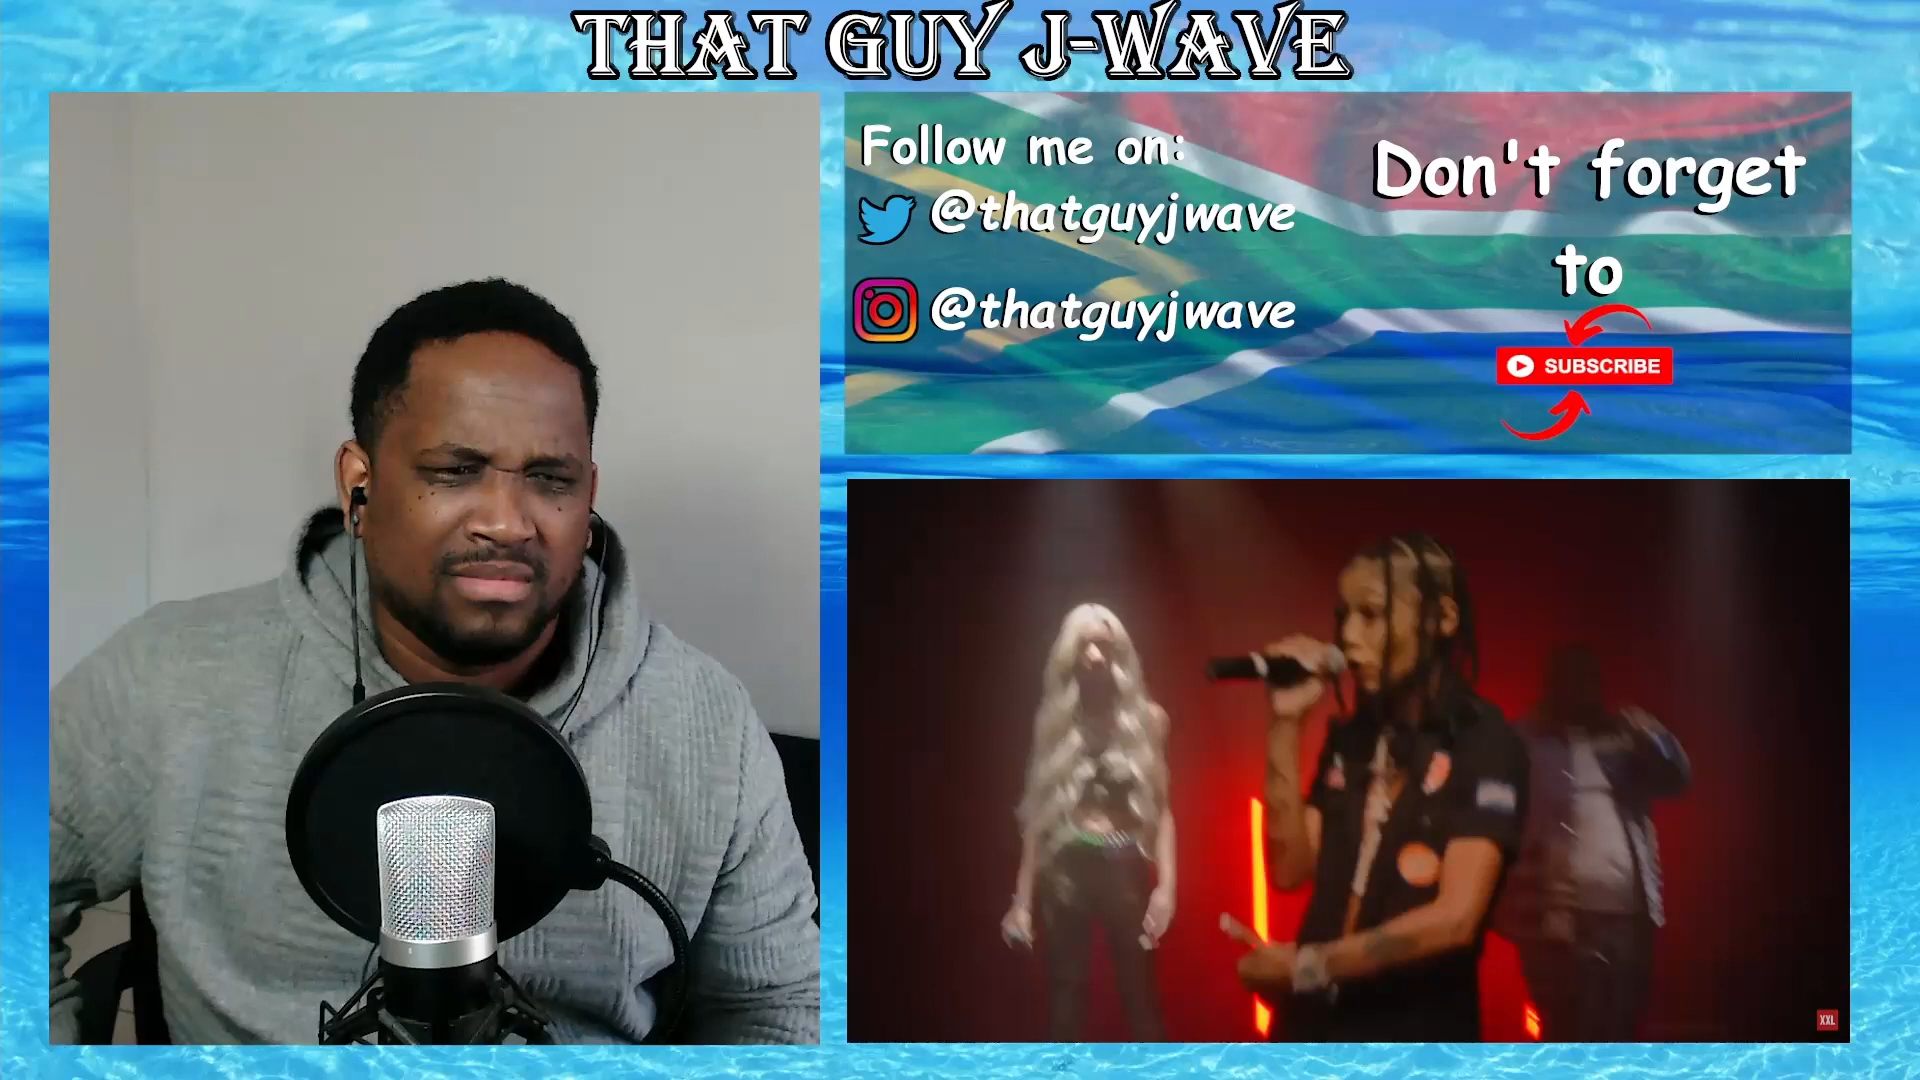 THAT GUY J-WAVE
Follow me on:
@thatguyjwave
@thatguyjwave
Don't forget
to
SUBSCRIBE
XXL